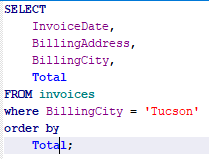 SELECT
InvoiceDate,
BillingAddress,
BillingCity,
Total
FROM invoices
where BillingCity = 'Tucson'
order by
Total;